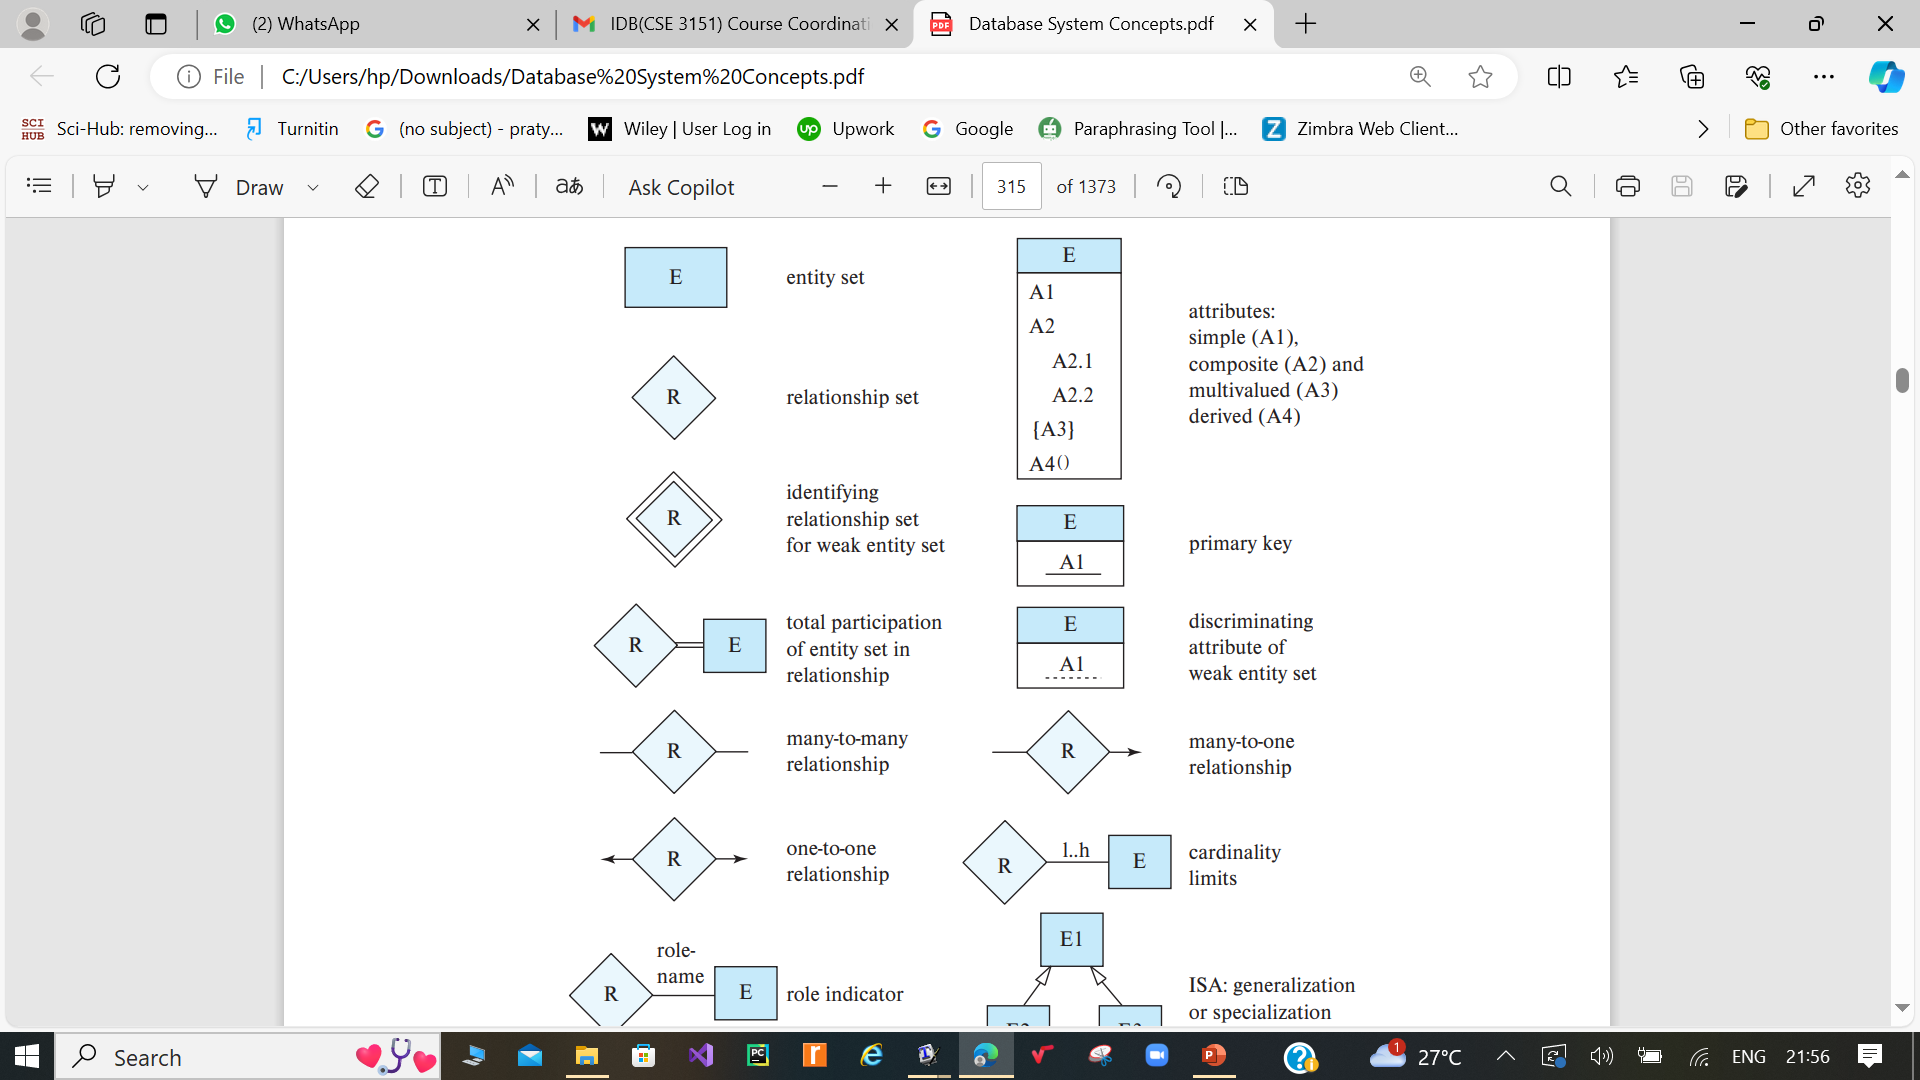 (2) WhatsApp
IDB(CSE 3151) Course Coordinati
Database System Concepts.pdf
File
C:/Users/hp/Downloads/Database%20System%20Concepts.pdf
SCI HUB Sci-Hub: removing...
Turnitin
(no subject) - praty...
W Wiley | User Log in
up Upwork
Google
Paraphrasing Tool |...
Z Zimbra Web Client...
Other favorites
Draw
Ask Copilot
315 of 1373
E
entity set
R
relationship set
R
identifying
relationship set
for weak entity set
R
E
total participation
of entity set in
relationship
R
many-to-many
relationship
R
one-to-one
relationship
R
role-
name
E
role indicator
E
A1
A2
A2.1
A2.2
{A3}
A4()
attributes:
simple (A1),
composite (A2) and
multivalued (A3)
derived (A4)
E
A1
primary key
E
A1
discriminating
attribute of
weak entity set
R
many-to-one
relationship
R
l..h
E
cardinality
limits
E1
ISA: generalization
or specialization
Search
1
27°C
ENG
21:56